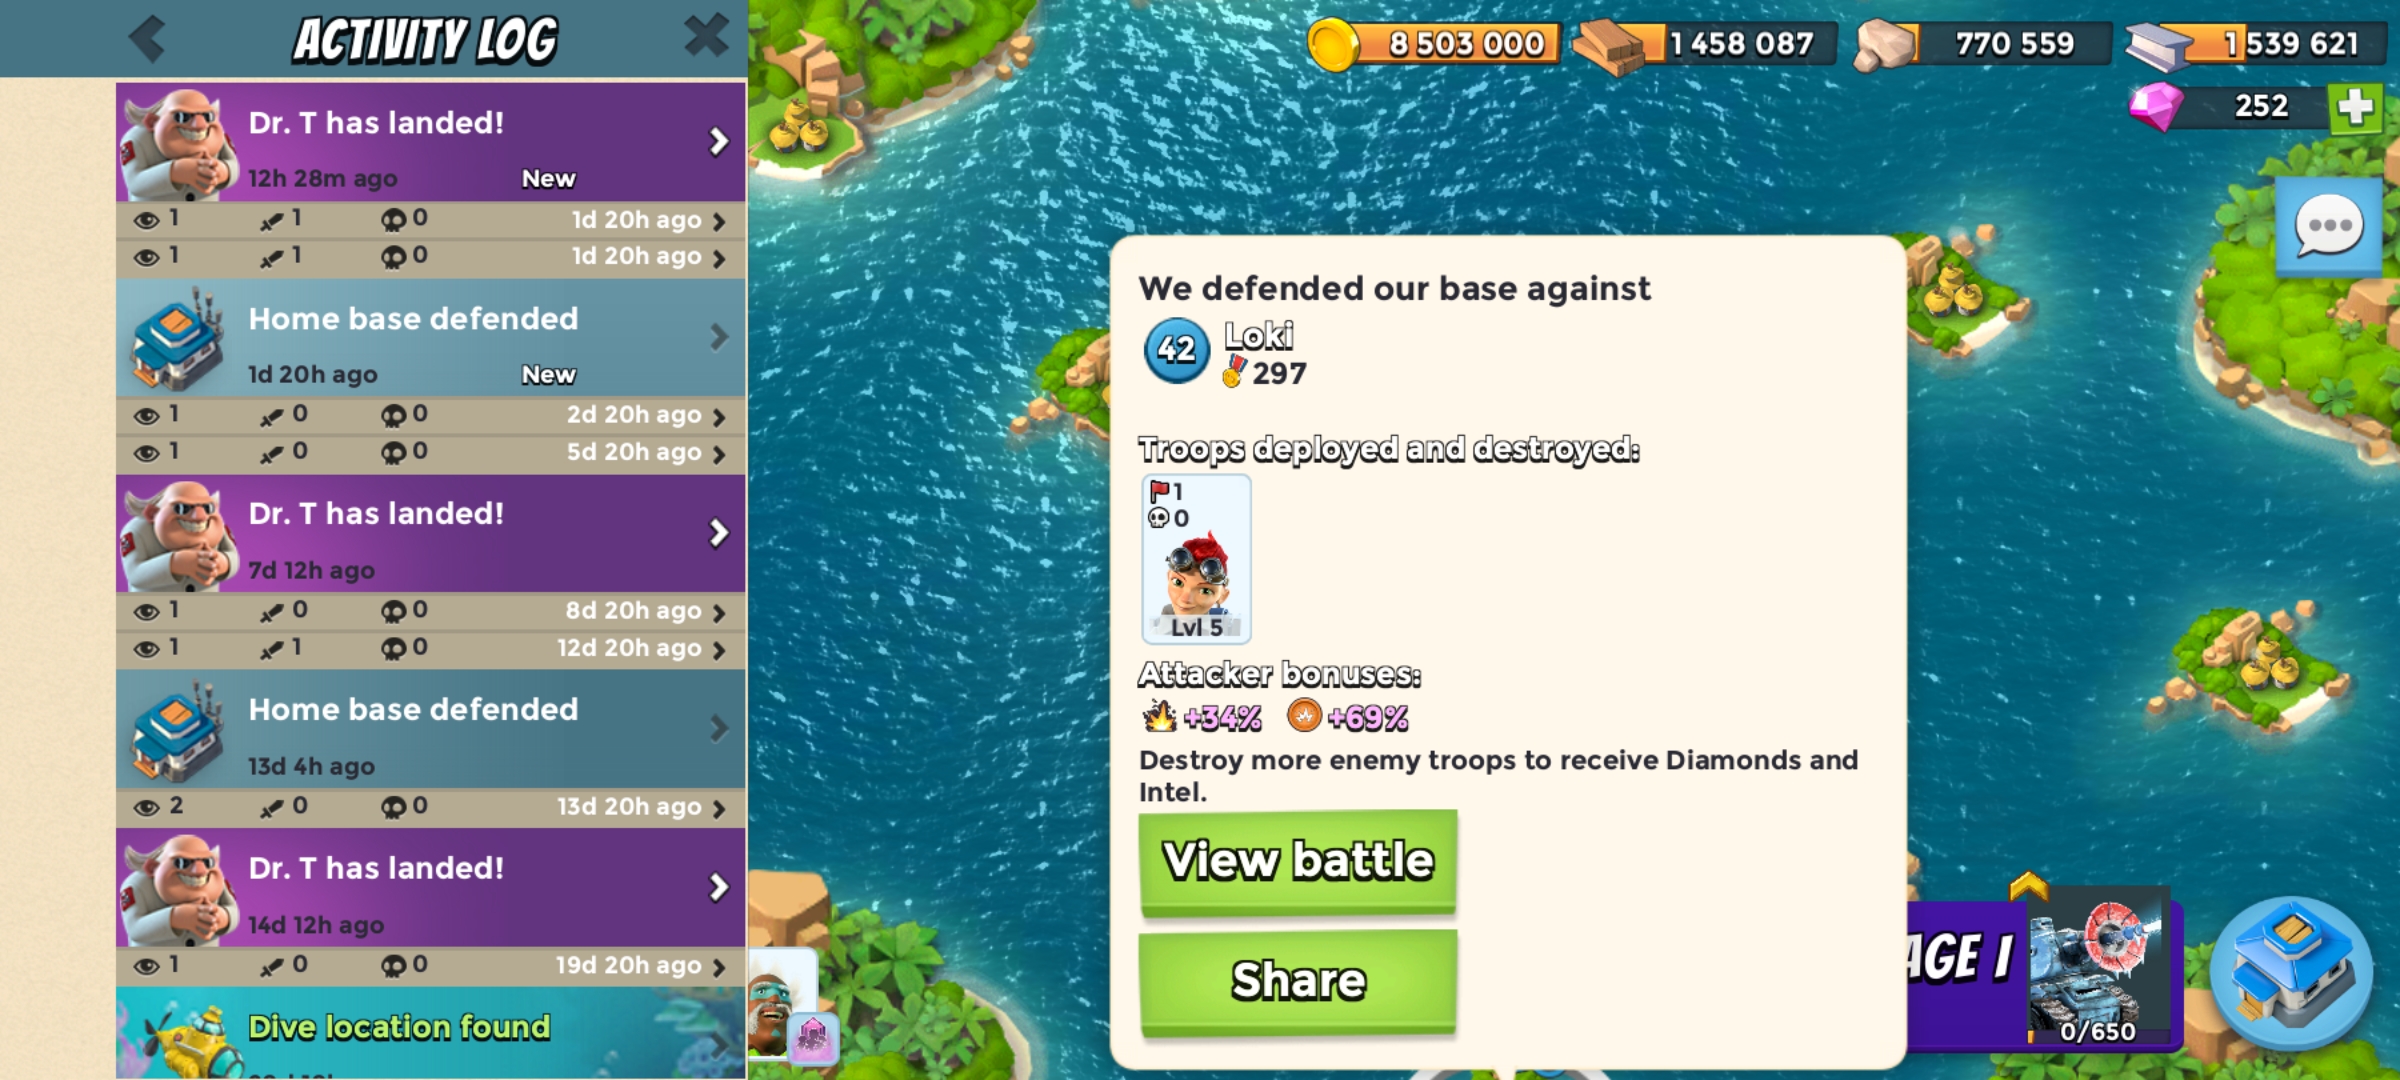 ACTIVITY LOG
Dr. T has landed!
12h 28m ago
New
1 1 0 1d 20h ago
1 1 0 1d 20h ago
Home base defended
1d 20h ago
New
1 0 0 2d 20h ago
1 0 0 5d 20h ago
Dr. T has landed!
7d 12h ago
1 0 0 8d 20h ago
1 1 0 12d 20h ago
Home base defended
13d 4h ago
2 0 0 13d 20h ago
Dr. T has landed!
14d 12h ago
1 0 0 19d 20h ago
Dive location found
8 503 000
1 458 087
770 559
1 539 621
252
We defended our base against
42
Loki
297
Troops deployed and destroyed:
1
0
Lvl 5
Attacker bonuses:
+34% +69%
Destroy more enemy troops to receive Diamonds and
Intel.
View battle
Share
AGE I
0/650